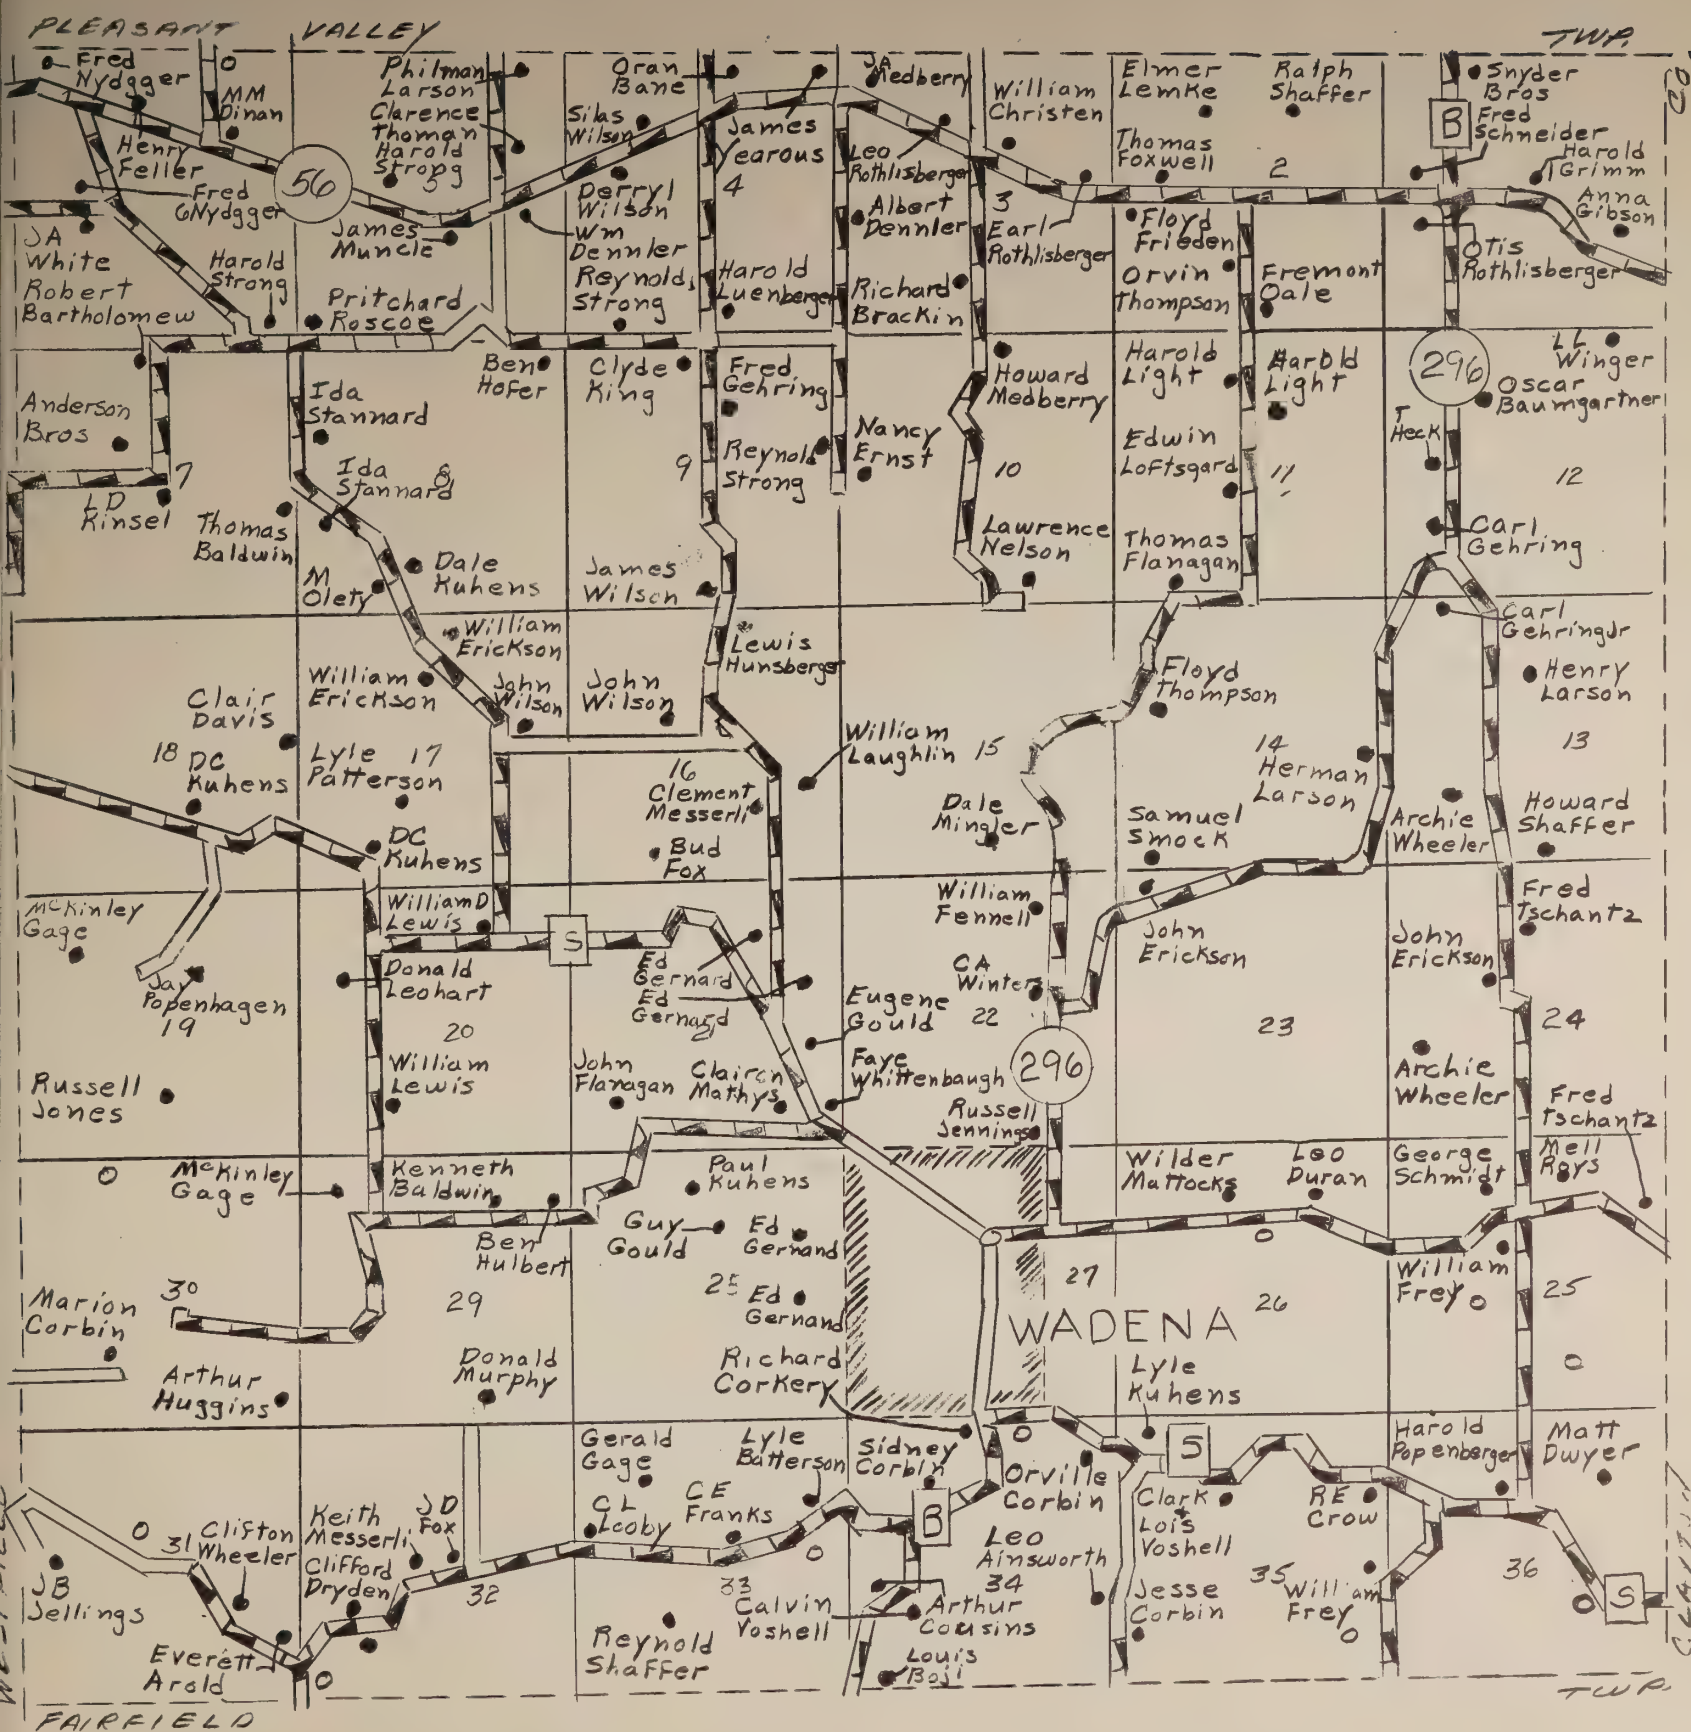 PLEASANT VALLEY TWP.
CO
Fred
Nydgger
MM
Dinan
Henry
Feller
Fred
Nydgger
6
56
Philman
Larson
Clarence
Thoman
Harold
Strong
5
James
Muncle
Oran
Bane
Silas
Wilson
Derryl
Wilson
Wm
Dennler
Reynold
Strong
James
Yearous
4
Harold
Luenberger
JA
Medberry
Leo
Rothlisberger
Albert
Dennler
Richard
Brackin
William
Christen
3
Earl
Rothlisberger
Elmer
Lemke
Thomas
Foxwell
Ralph
Shaffer
2
Floyd
Frieden
Orvin
Thompson
Fremont
Dale
Snyder
Bros
B
Fred
Schneider
Harold
Grimm
1
Anna
Gibson
Otis
Rothlisberger
JA
White
Robert
Bartholomew
Harold
Strong
Pritchard
Roscoe
Anderson
Bros
7
LD
Kinsel
Thomas
Baldwin
Ida
Stannard
Ida
Stannard
8
M
Olety
Dale
Kuhens
Ben
Hofer
Clyde
King
9
James
Wilson
Fred
Gehring
Reynold
Strong
Nancy
Ernst
Howard
Medberry
10
Lawrence
Nelson
Harold
Light
Harold
Light
Edwin
Loftsgard
11
Thomas
Flanagan
296
LL
Winger
Oscar
Baumgartner
T
Heck
12
Carl
Gehring
Carl
Gehring Jr
Henry
Larson
William
Erickson
William
Erickson
John
Wilson
John
Wilson
Lewis
Hunsberger
Clair
Davis
18
DC
Kuhens
Lyle
Patterson
17
DC
Kuhens
16
Clement
Messerli
Bud
Fox
William
Laughlin
15
Dale
Mingler
Floyd
Thompson
14
Herman
Larson
Samuel
Smock
13
Archie
Wheeler
Howard
Shaffer
McKinley
Gage
Jay
Popenhagen
19
William D
Lewis
S
Donald
Leohart
20
William
Lewis
Ed
Gernard
Ed
Gernard
21
John
Flanagan
Clairen
Mathys
William
Fennell
CA
Winters
Eugene
Gould
22
Faye
Whittenbaugh
296
Russell
Jennings
John
Erickson
23
John
Erickson
Fred
Tschantz
24
Archie
Wheeler
Fred
Tschantz
Russell
Jones
McKinley
Gage
Kenneth
Baldwin
Ben
Hulbert
Paul
Kuhens
Guy
Gould
Ed
Gernand
Ed
Gernand
Wilder
Mattocks
Leo
Duran
George
Schmidt
Mell
Roys
William
Frey
25
30
Marion
Corbin
Arthur
Huggins
29
Donald
Murphy
Richard
Corkery
27
WADENA
26
Lyle
Kuhens
Gerald
Gage
Lyle
Batterson
Sidney
Corbin
Orville
Corbin
S
Harold
Popenberger
Matt
Dwyer
31
Clifton
Wheeler
JB
Jellings
Everett
Arold
Keith
Messerli
JD
Fox
Clifford
Dryden
32
CL
Looby
CE
Franks
B
33
Calvin
Voshell
Reynold
Shaffer
Leo
Ainsworth
34
Arthur
Cousins
Louis
Boji
Clark
&
Lois
Voshell
Jesse
Corbin
RE
Crow
35
William
Frey
36
S
FAIRFIELD TWP.